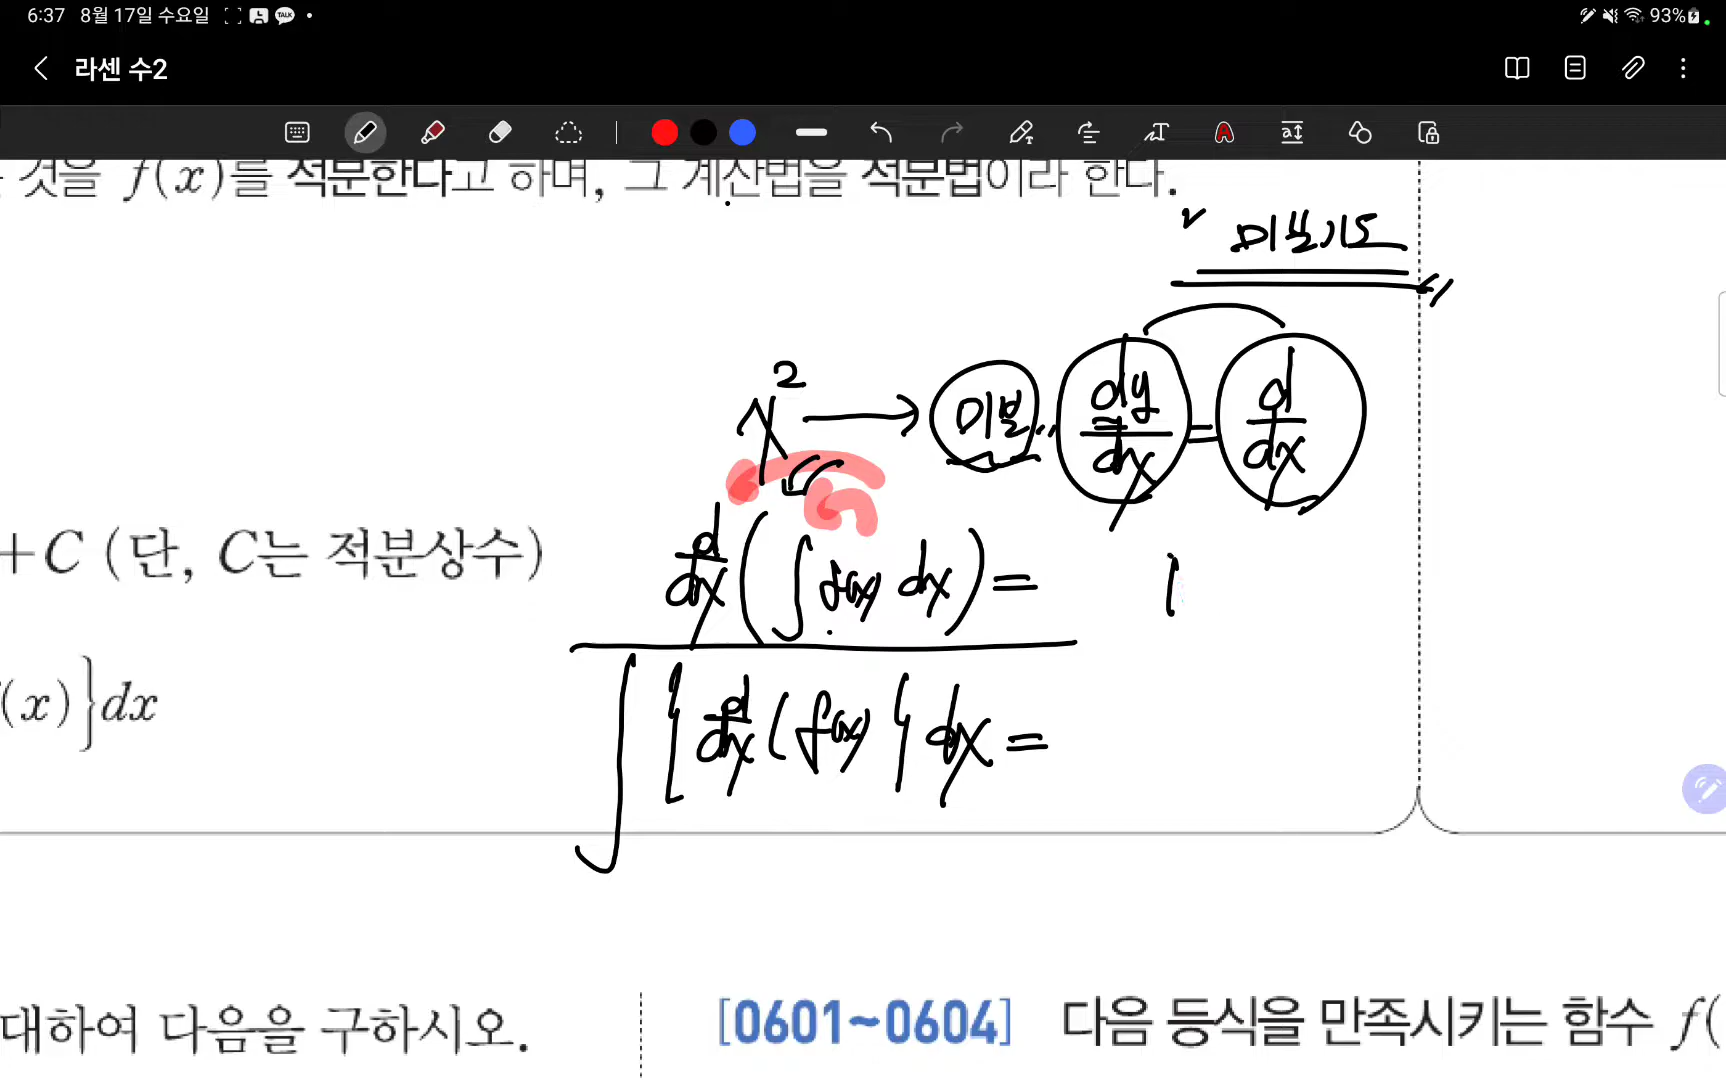 6:37 8월 17일 수요일 TALK 93%
라센 수2
것을 f(x)를 적분한다고 하며, 그 계산법을 적분법이라 한다.
미분기호
x² → 미분 dy/dx = d/dx
+C (단, C는 적분상수)
d/dx (∫ f(x) dx) =
(x)}dx
∫ { d/dx (f(x) } dx =
대하여 다음을 구하시오.
[0601~0604] 다음 등식을 만족시키는 함수 f(